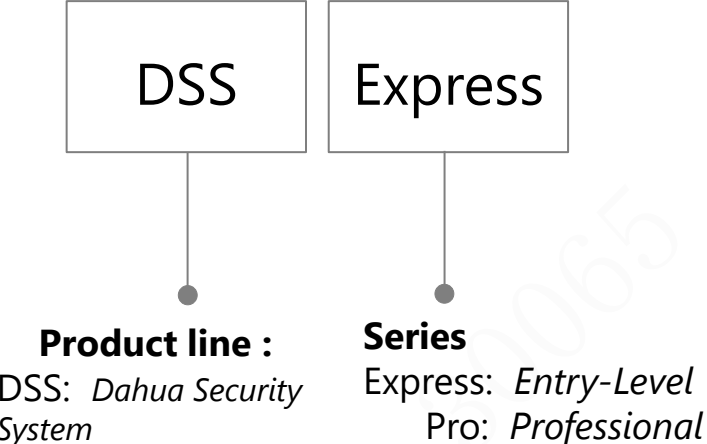 DSS
Express
Product line :
DSS: Dahua Security
System
Series
Express: Entry-Level
Pro: Professional